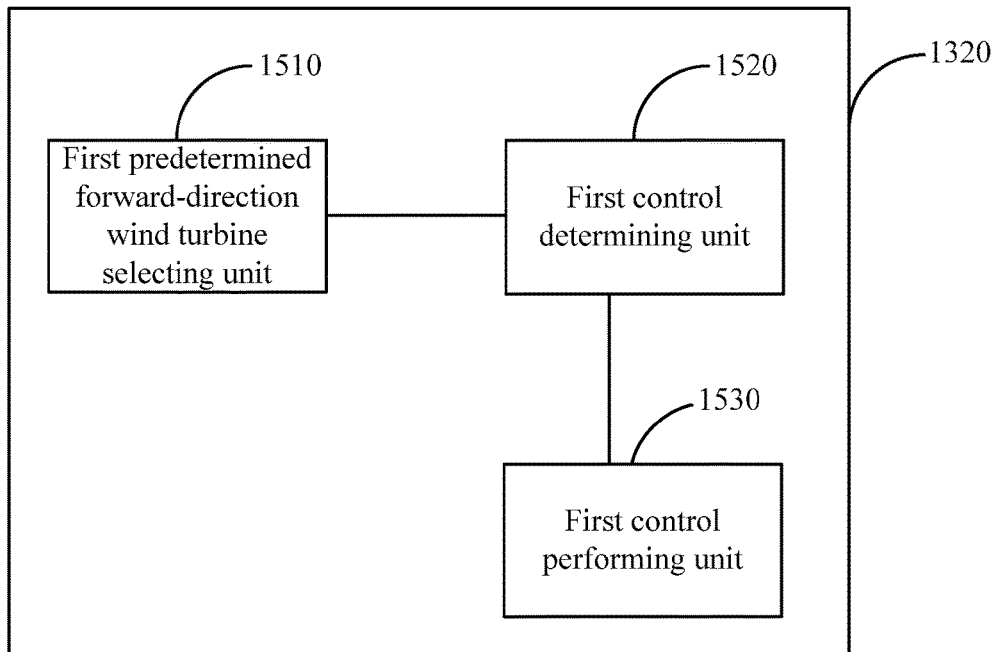 1510
1520
1320
First predetermined
forward-direction
wind turbine
selecting unit
First control
determining unit
1530
First control
performing unit